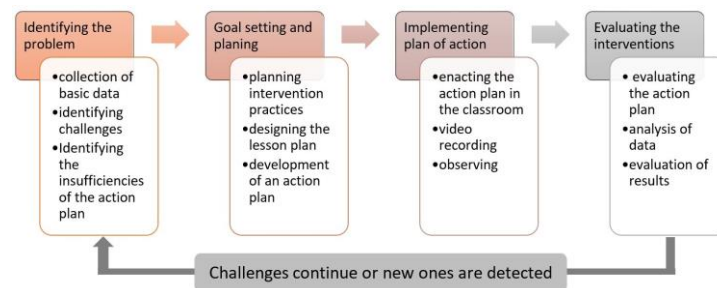 Identifying the
problem
•collection of
basic data
•identifying
challenges
•Identifying
the
insufficiencies
of the action
plan
Goal setting and
planing
•planning
intervention
practices
•designing the
lesson plan
•development
of an action
plan
Implementing
plan of action
•enacting the
action plan in
the classroom
•video
recording
•observing
Evaluating the
interventions
• evaluating
the action
plan
•analysis of
data
•evaluation of
results
Challenges continue or new ones are detected